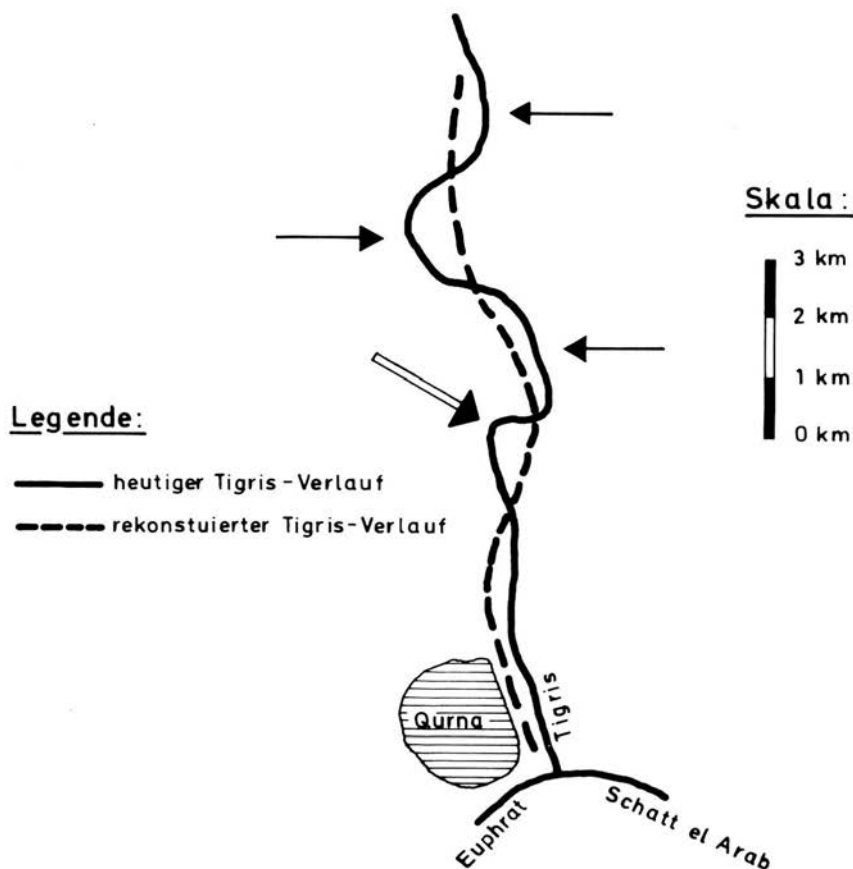 Skala:
3 km
2 km
1 km
0 km
Legende:
heutiger Tigris-Verlauf
rekonstuierter Tigris-Verlauf
Qurna
Tigris
Euphrat
Schatt el Arab